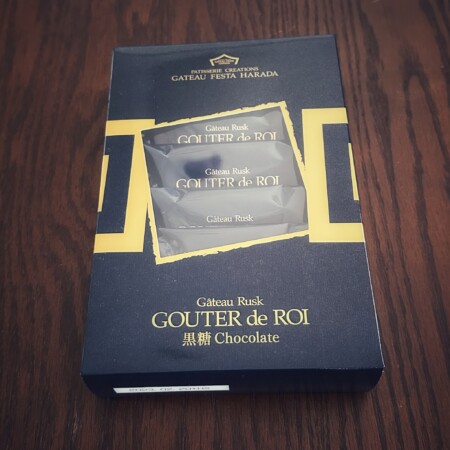 PATISSERIE CREATIONS
GATEAU FESTA HARADA
Gâteau Rusk
GOUTER de ROI
Gâteau Rusk
GOUTER de ROI
Gâteau Rusk
Gâteau Rusk
GOUTER de ROI
黒糖 Chocolate